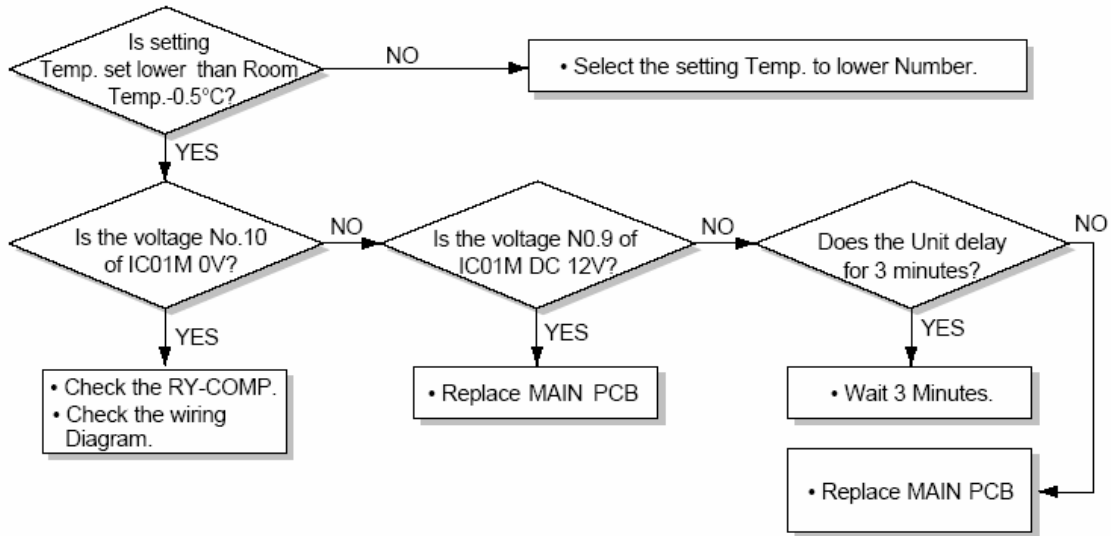 Is setting
Temp. set lower than Room
Temp.-0.5°C?
NO
• Select the setting Temp. to lower Number.
YES
Is the voltage No.10
of IC01M 0V?
NO
Is the voltage N0.9 of
IC01M DC 12V?
NO
Does the Unit delay
for 3 minutes?
NO
YES
YES
YES
• Check the RY-COMP.
• Check the wiring
Diagram.
• Replace MAIN PCB
• Wait 3 Minutes.
• Replace MAIN PCB